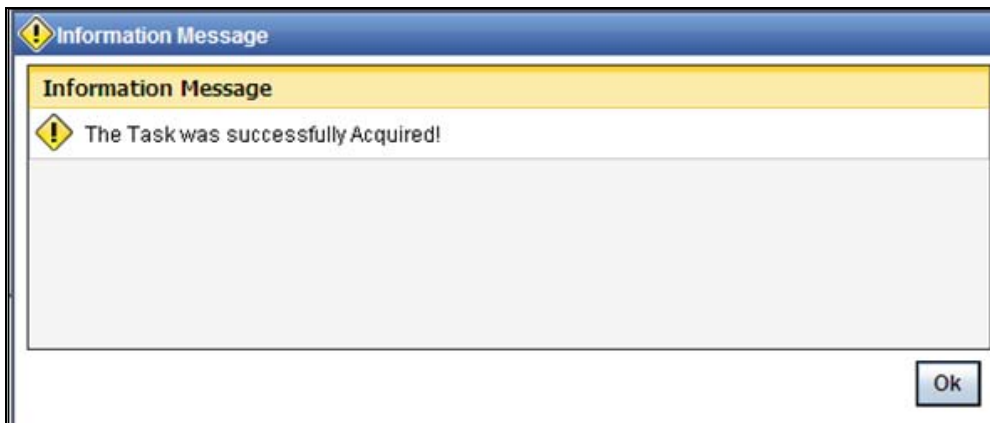 Information Message
Information Message
The Task was successfully Acquired!
Ok